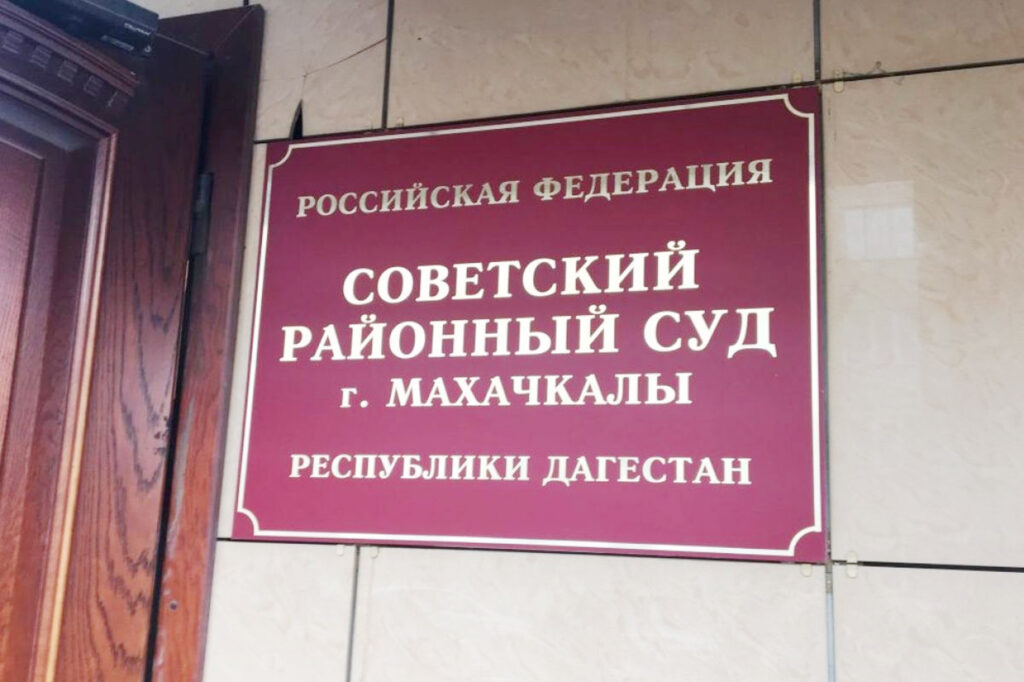 РОССИЙСКАЯ ФЕДЕРАЦИЯ
СОВЕТСКИЙ
РАЙОННЫЙ СУД
г. МАХАЧКАЛЫ
РЕСПУБЛИКИ ДАГЕСТАН